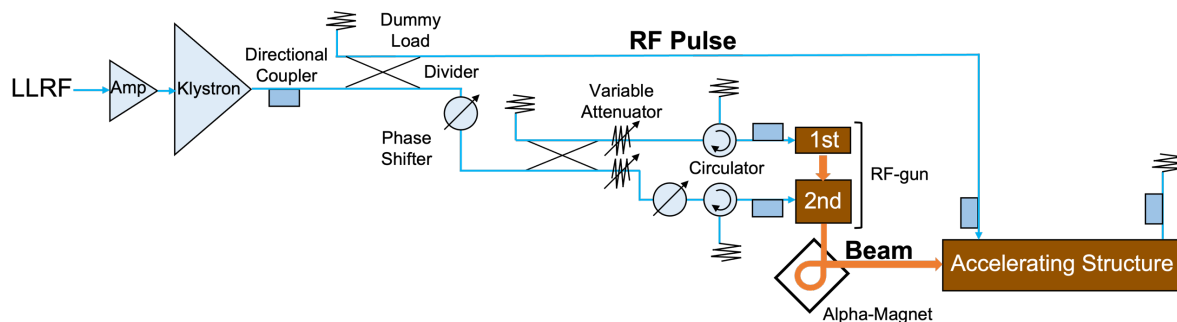 Dummy
Load
RF Pulse
Directional
Coupler
Divider
LLRF
Amp
Klystron
Variable
Attenuator
Phase
Shifter
1st
Circulator
RF-gun
2nd
Beam
Accelerating Structure
Alpha-Magnet